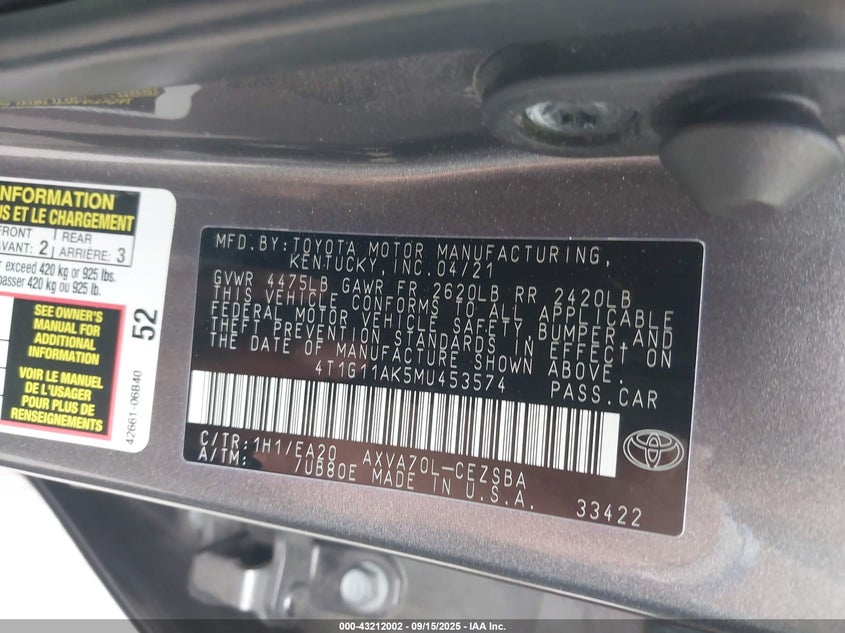 INFORMATION
US ET LE CHARGEMENT
FRONT
AVANT: 2
REAR
ARRIÈRE: 3
exceed 420 kg or 925 lbs.
passer 420 kg ou 925 lb.
SEE OWNER'S
MANUAL FOR
ADDITIONAL
INFORMATION
VOIR LE MANUEL
DE L'USAGER
POUR PLUS DE
RENSEIGNEMENTS
52
42661-06840
MFD.BY:TOYOTA MOTOR MANUFACTURING,
KENTUCKY, INC.04/21
GVWR 4475LB GAWR FR 2620LB RR 2420LB
THIS VEHICLE CONFORMS TO ALL APPLICABLE
FEDERAL MOTOR VEHICLE SAFETY, BUMPER, AND
THEFT PREVENTION STANDARDS IN EFFECT ON
THE DATE OF MANUFACTURE SHOWN ABOVE.
4T1G11AK5MU453574 PASS.CAR
C/TR:1H1/EA20 AXVA70L-CEZSBA
A/TM: 7UB80E MADE IN U.S.A.
33422
000-43212002 - 09/15/2025 - IAA Inc.